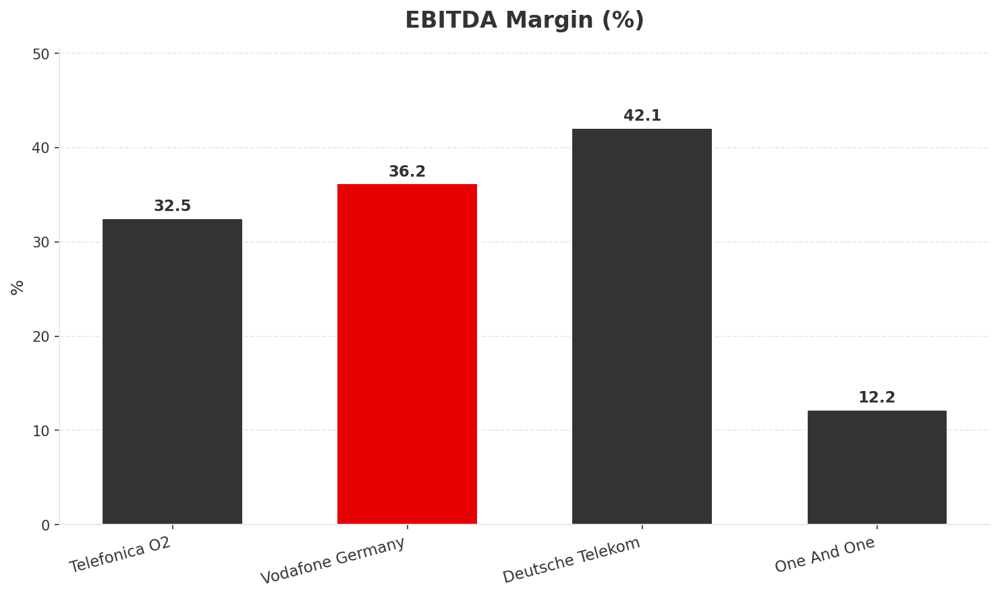 EBITDA Margin (%)
%
50
40
30
20
10
0
32.5
36.2
42.1
12.2
Telefonica O2
Vodafone Germany
Deutsche Telekom
One And One